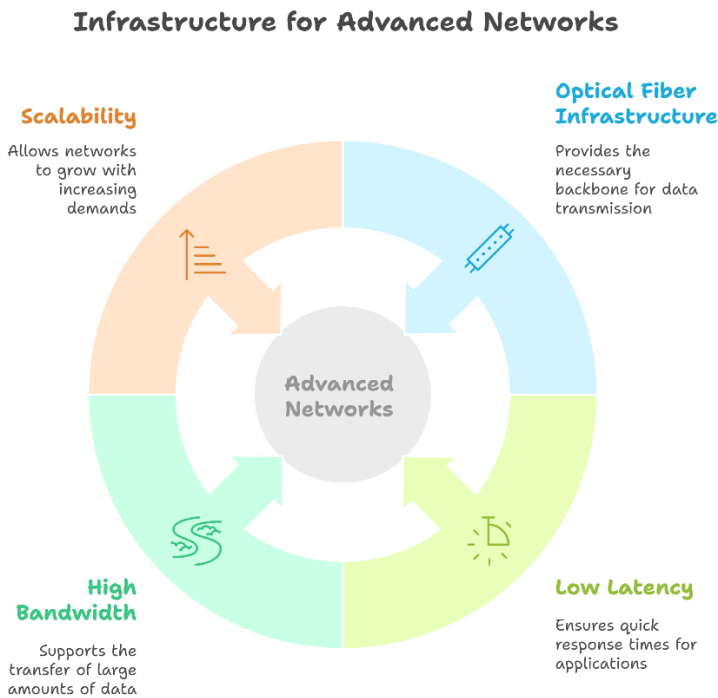 Infrastructure for Advanced Networks
Scalability
Allows networks
to grow with
increasing
demands
Optical Fiber
Infrastructure
Provides the
necessary
backbone for data
transmission
Advanced
Networks
High
Bandwidth
Supports the
transfer of large
amounts of data
Low Latency
Ensures quick
response times for
applications